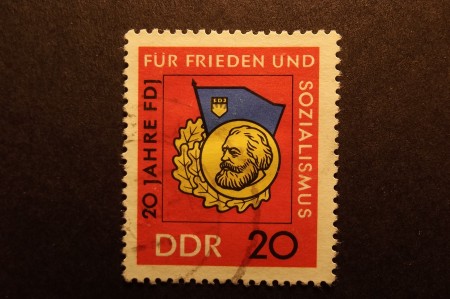 FÜR FRIEDEN UND
SOZIALISMUS
20 JAHRE FDJ
FDJ
DDR 20